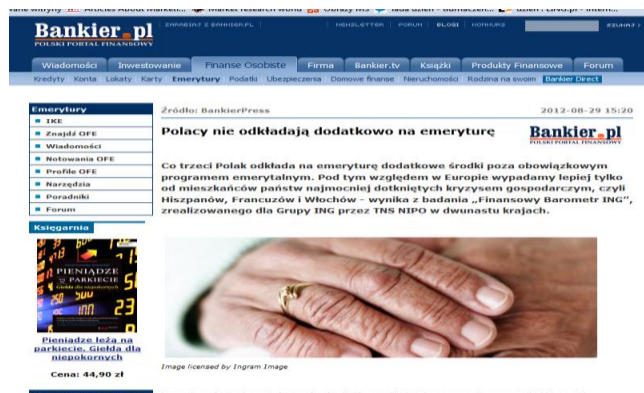 Bankier.pl
POLSKI PORTAL FINANSOWY
ZARABIAJ Z BANKIER.PL
NEWSLETTER | FORUM | BLOGI | KONKURS
SZUKAJ
Wiadomości Inwestowanie Finanse Osobiste Firma Bankier.tv Książki Produkty Finansowe Forum
Kredyty Konta Lokaty Karty Emerytury Podatki Ubezpieczenia Domowe finanse Nieruchomości Rodzina na swoim Bankier Direct
Emerytury
IKE
Znajdź OFE
Wiadomości
Notowania OFE
Profile OFE
Narzędzia
Poradniki
Forum
Księgarnia
PIENIĄDZE
PARKIECIE
Giełda dla niepokornych
Pieniądze leżą na
parkiecie. Giełda dla
niepokornych
Cena: 44,90 zł
Źródło: BankierPress
2012-08-29 15:20
Polacy nie odkładają dodatkowo na emeryturę
Bankier.pl
POLSKI PORTAL FINANSOWY
Co trzeci Polak odkłada na emeryturę dodatkowe środki poza obowiązkowym
programem emerytalnym. Pod tym względem w Europie wypadamy lepiej tylko
od mieszkańców państw najmocniej dotkniętych kryzysem gospodarczym, czyli
Hiszpanów, Francuzów i Włochów - wynika z badania „Finansowy Barometr ING”,
zrealizowanego dla Grupy ING przez TNS NIPO w dwunastu krajach.
Image licensed by Ingram Image